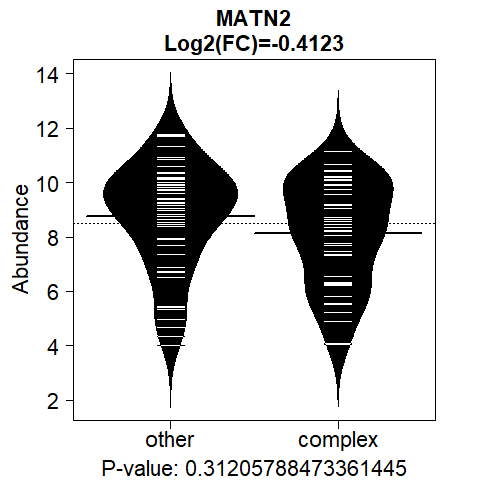 MATN2
Log2(FC)=-0.4123
14
12
10
8
6
4
2
Abundance
other complex
P-value: 0.31205788473361445